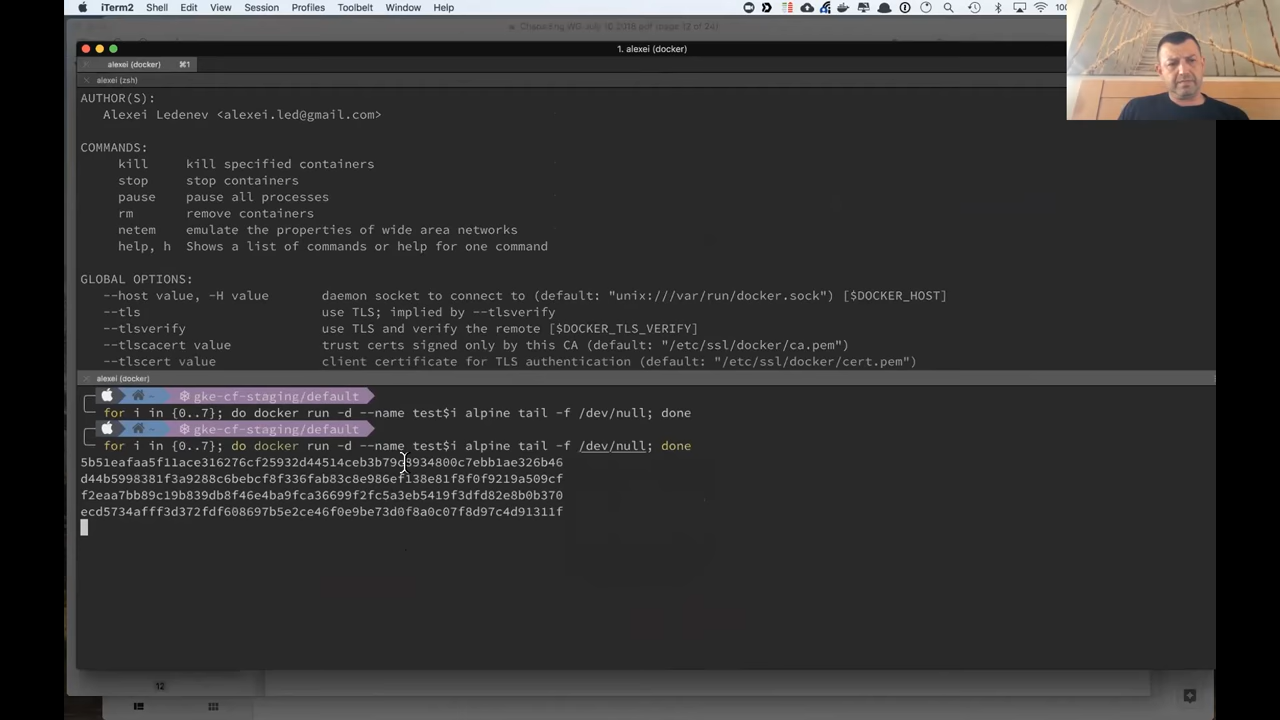 iTerm2 Shell Edit View Session Profiles Toolbelt Window Help
1. alexei (docker)
alexei (docker) ⌘1
alexei (zsh)
AUTHOR(S):
Alexei Ledenev <alexei.led@gmail.com>
COMMANDS:
kill kill specified containers
stop stop containers
pause pause all processes
rm remove containers
netem emulate the properties of wide area networks
help, h Shows a list of commands or help for one command
GLOBAL OPTIONS:
--host value, -H value daemon socket to connect to (default: "unix:///var/run/docker.sock") [$DOCKER_HOST]
--tls use TLS; implied by --tlsverify
--tlsverify use TLS and verify the remote [$DOCKER_TLS_VERIFY]
--tlscacert value trust certs signed only by this CA (default: "/etc/ssl/docker/ca.pem")
--tlscert value client certificate for TLS authentication (default: "/etc/ssl/docker/cert.pem")
alexei (docker)
~ gke-cf-staging/default
for i in {0..7}; do docker run -d --name test$i alpine tail -f /dev/null; done
~ gke-cf-staging/default
for i in {0..7}; do docker run -d --name test$i alpine tail -f /dev/null; done
d44b5998381f3a9288c6bebcf8f336fab83c8e986ef138e81f8f0f9219a509cf
f2eaa7bb89c19b839db8f46e4ba9fca36699f2fc5a3eb5419f3dfd82e8b0b370
ecd5734afff3d372fdf608697b5e2ce46f0e9be73d0f8a0c07f8d97c4d91311f
12